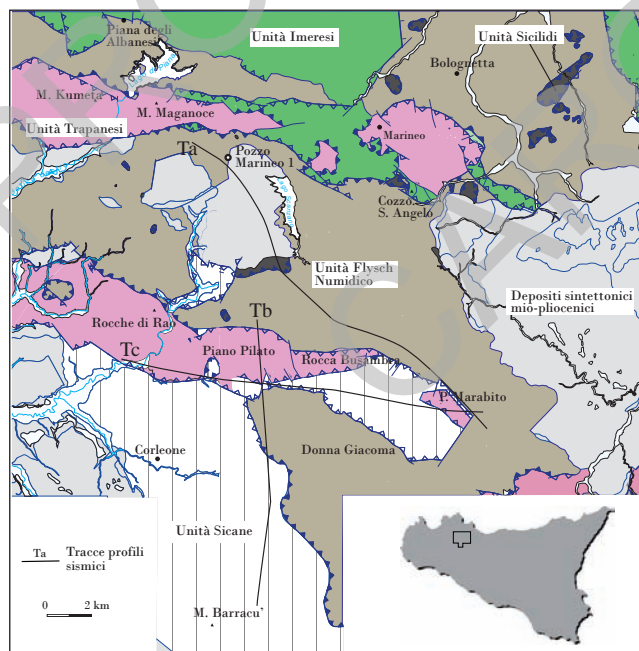 Piana degli
Albanesi
Unità Imeresi
Unità Sicilidi
Bolognetta
M. Kumeta
M. Maganoce
Unità Trapanesi
Marineo
Ta
Pozzo
Marineo 1
Cozzo
S. Angelo
Unità Flysch
Numidico
Depositi sintettonici
mio-pliocenici
Rocche di Rao
Tb
Tc
Piano Pilato
Rocca Busambra
P. Marabito
Corleone
Donna Giacoma
Unità Sicane
Ta
Tracce profili
sismici
0 2 km
M. Barracu'